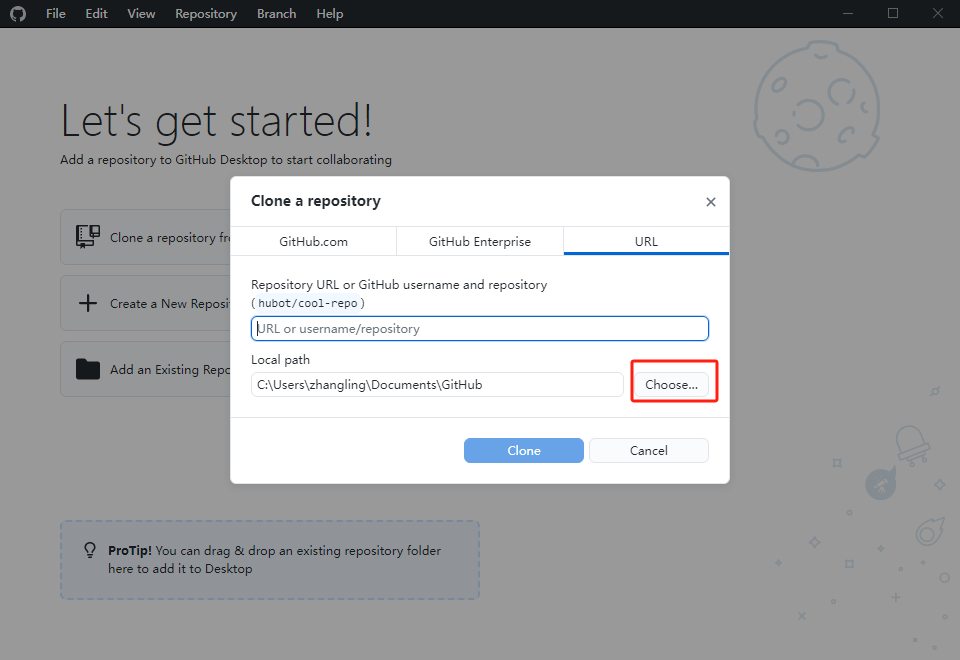 File Edit View Repository Branch Help
Let's get started!
Add a repository to GitHub Desktop to start collaborating
Clone a repository
Clone a repository fr
Create a New Reposi
Add an Existing Repo
GitHub.com GitHub Enterprise URL
Repository URL or GitHub username and repository
(hubot/cool-repo)
URL or username/repository
Local path
C:\Users\zhangling\Documents\GitHub Choose...
Clone Cancel
ProTip! You can drag & drop an existing repository folder
here to add it to Desktop